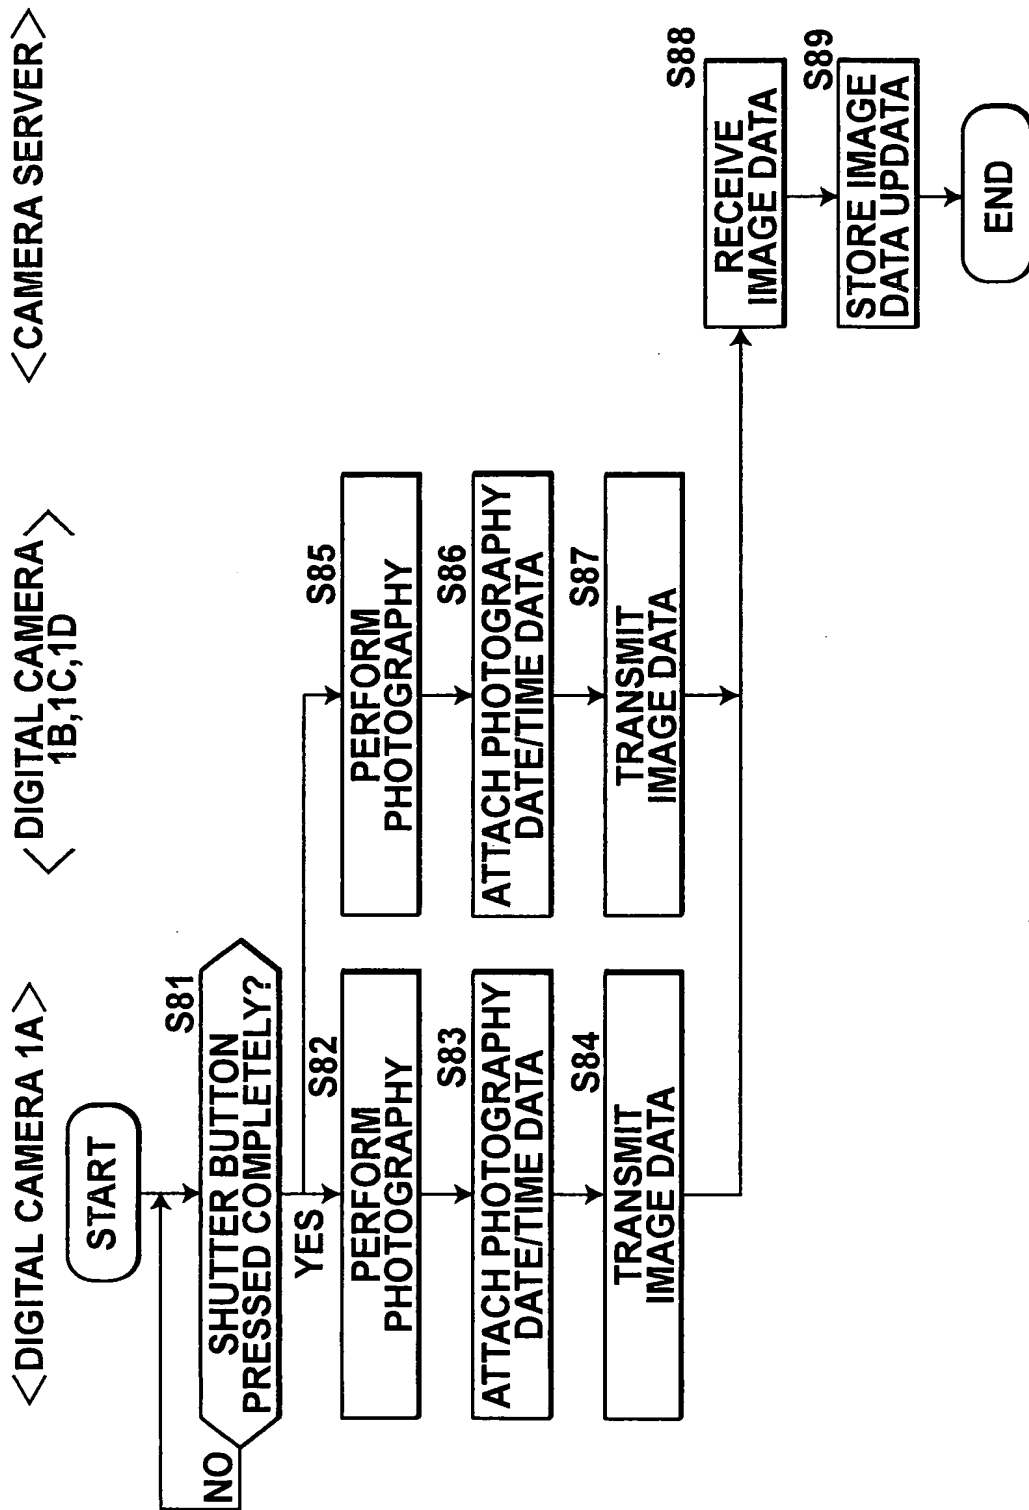 <DIGITAL CAMERA 1A>
<DIGITAL CAMERA
1B,1C,1D>
<CAMERA SERVER>
START
S81
SHUTTER BUTTON
PRESSED COMPLETELY?
NO
YES
S82
PERFORM
PHOTOGRAPHY
S83
ATTACH PHOTOGRAPHY
DATE/TIME DATA
S84
TRANSMIT
IMAGE DATA
S85
PERFORM
PHOTOGRAPHY
S86
ATTACH PHOTOGRAPHY
DATE/TIME DATA
S87
TRANSMIT
IMAGE DATA
S88
RECEIVE
IMAGE DATA
S89
STORE IMAGE
DATA UPDATA
END